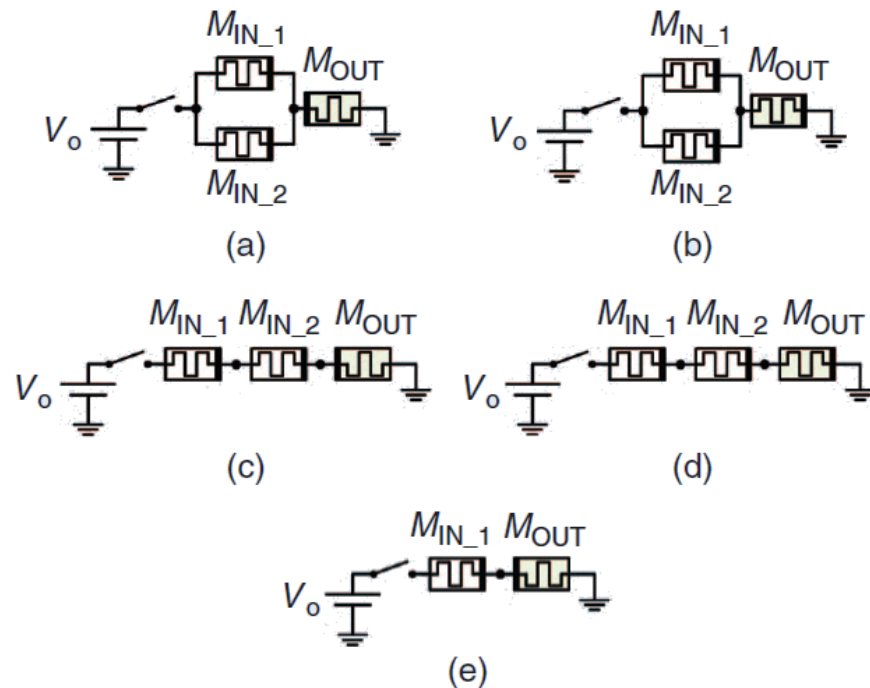 M_IN_1
M_OUT
V_o
M_IN_2
(a)
M_IN_1
M_OUT
V_o
M_IN_2
(b)
M_IN_1 M_IN_2 M_OUT
V_o
(c)
M_IN_1 M_IN_2 M_OUT
V_o
(d)
M_IN_1 M_OUT
V_o
(e)